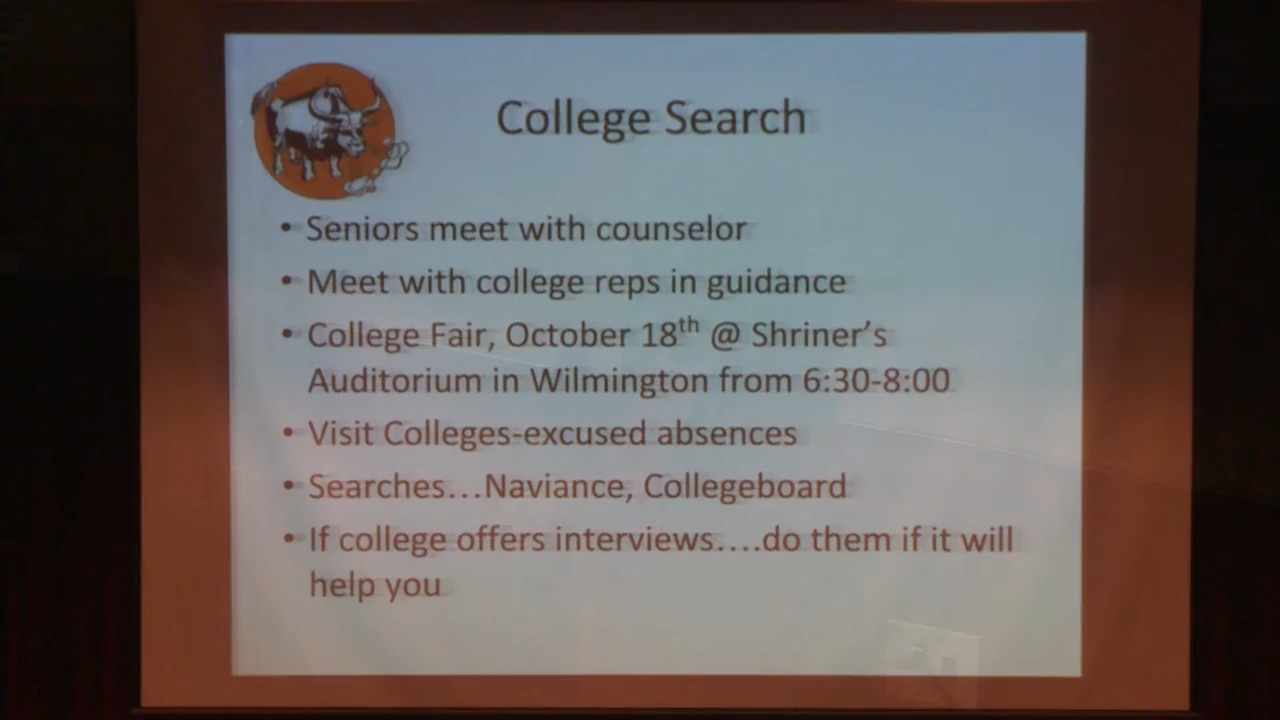 College Search
• Seniors meet with counselor
• Meet with college reps in guidance
• College Fair, October 18th @ Shriner's
Auditorium in Wilmington from 6:30-8:00
• Visit Colleges-excused absences
• Searches...Naviance, Collegeboard
• If college offers interviews....do them if it will
help you